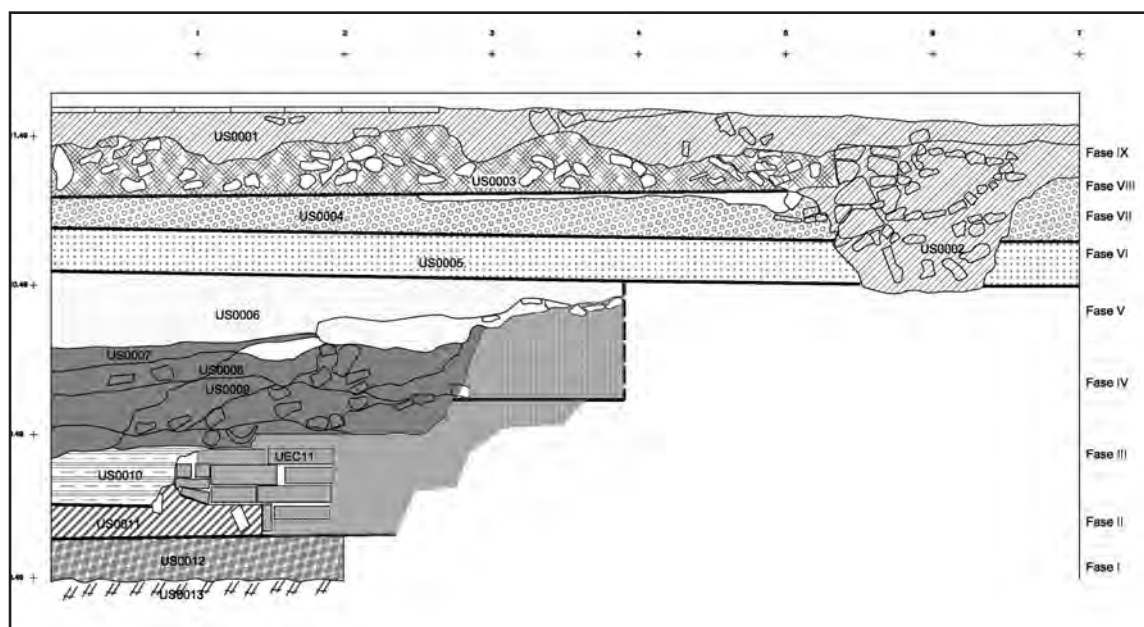 1 2 3 4 5 6 7
US0001
Fase IX
US0003
Fase VIII
US0004
Fase VII
US0002
Fase VI
US0005
US0006
Fase V
US0007
US0008
Fase IV
US0009
UEC11
Fase III
US0010
US0011
Fase II
US0012
Fase I
US0013